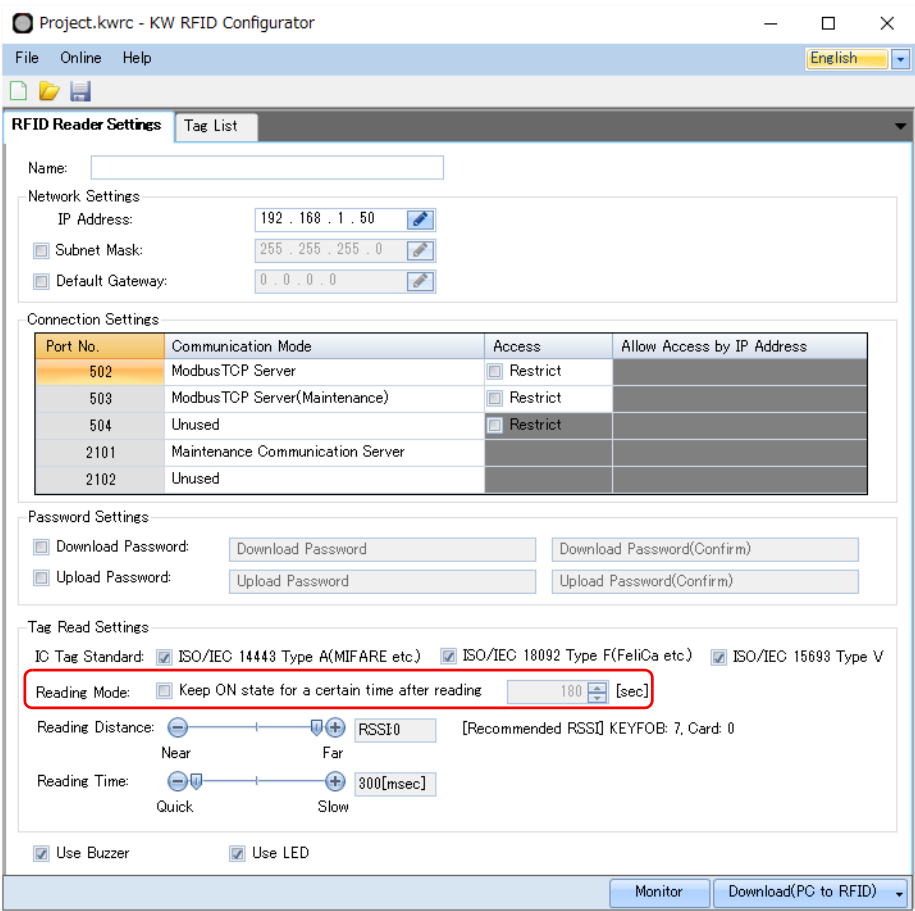 Project.kwrc - KW RFID Configurator
File Online Help English
RFID Reader Settings Tag List
Name:
Network Settings
IP Address: 192 . 168 . 1 . 50
Subnet Mask: 255 . 255 . 255 . 0
Default Gateway: 0 . 0 . 0 . 0
Connection Settings
Port No. Communication Mode Access Allow Access by IP Address
502 ModbusTCP Server Restrict
503 ModbusTCP Server(Maintenance) Restrict
504 Unused Restrict
2101 Maintenance Communication Server
2102 Unused
Password Settings
Download Password: Download Password Download Password(Confirm)
Upload Password: Upload Password Upload Password(Confirm)
Tag Read Settings
IC Tag Standard: ISO/IEC 14443 Type A(MIFARE etc.) ISO/IEC 18092 Type F(FeliCa etc.) ISO/IEC 15693 Type V
Reading Mode: Keep ON state for a certain time after reading 180 [sec]
Reading Distance: RSSI:0 [Recommended RSSI] KEYFOB: 7, Card: 0
Near Far
Reading Time: 300[msec]
Quick Slow
Use Buzzer Use LED
Monitor Download(PC to RFID)